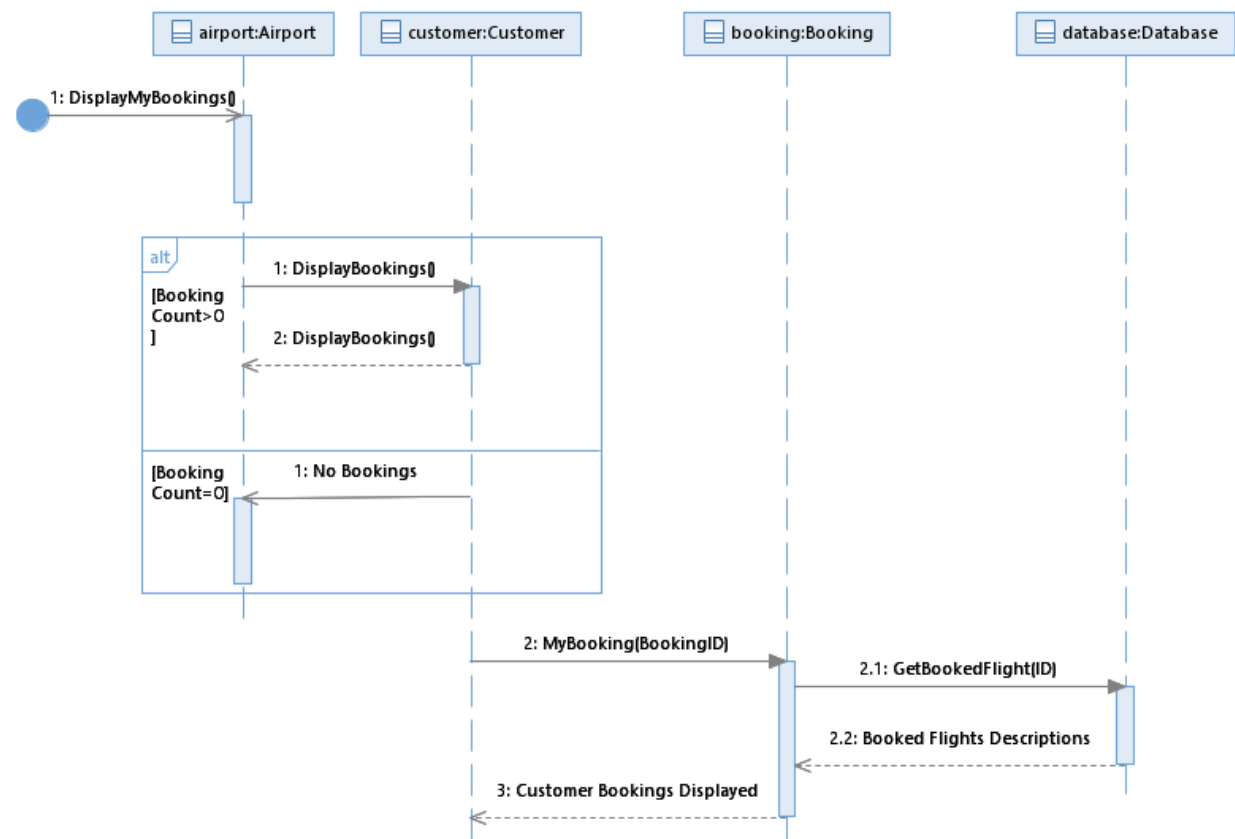 airport:Airport
customer:Customer
booking:Booking
database:Database
1: DisplayMyBookings()
alt
1: DisplayBookings()
[Booking
Count>0
]
2: DisplayBookings()
[Booking
Count=0]
1: No Bookings
2: MyBooking(BookingID)
2.1: GetBookedFlight(ID)
2.2: Booked Flights Descriptions
3: Customer Bookings Displayed